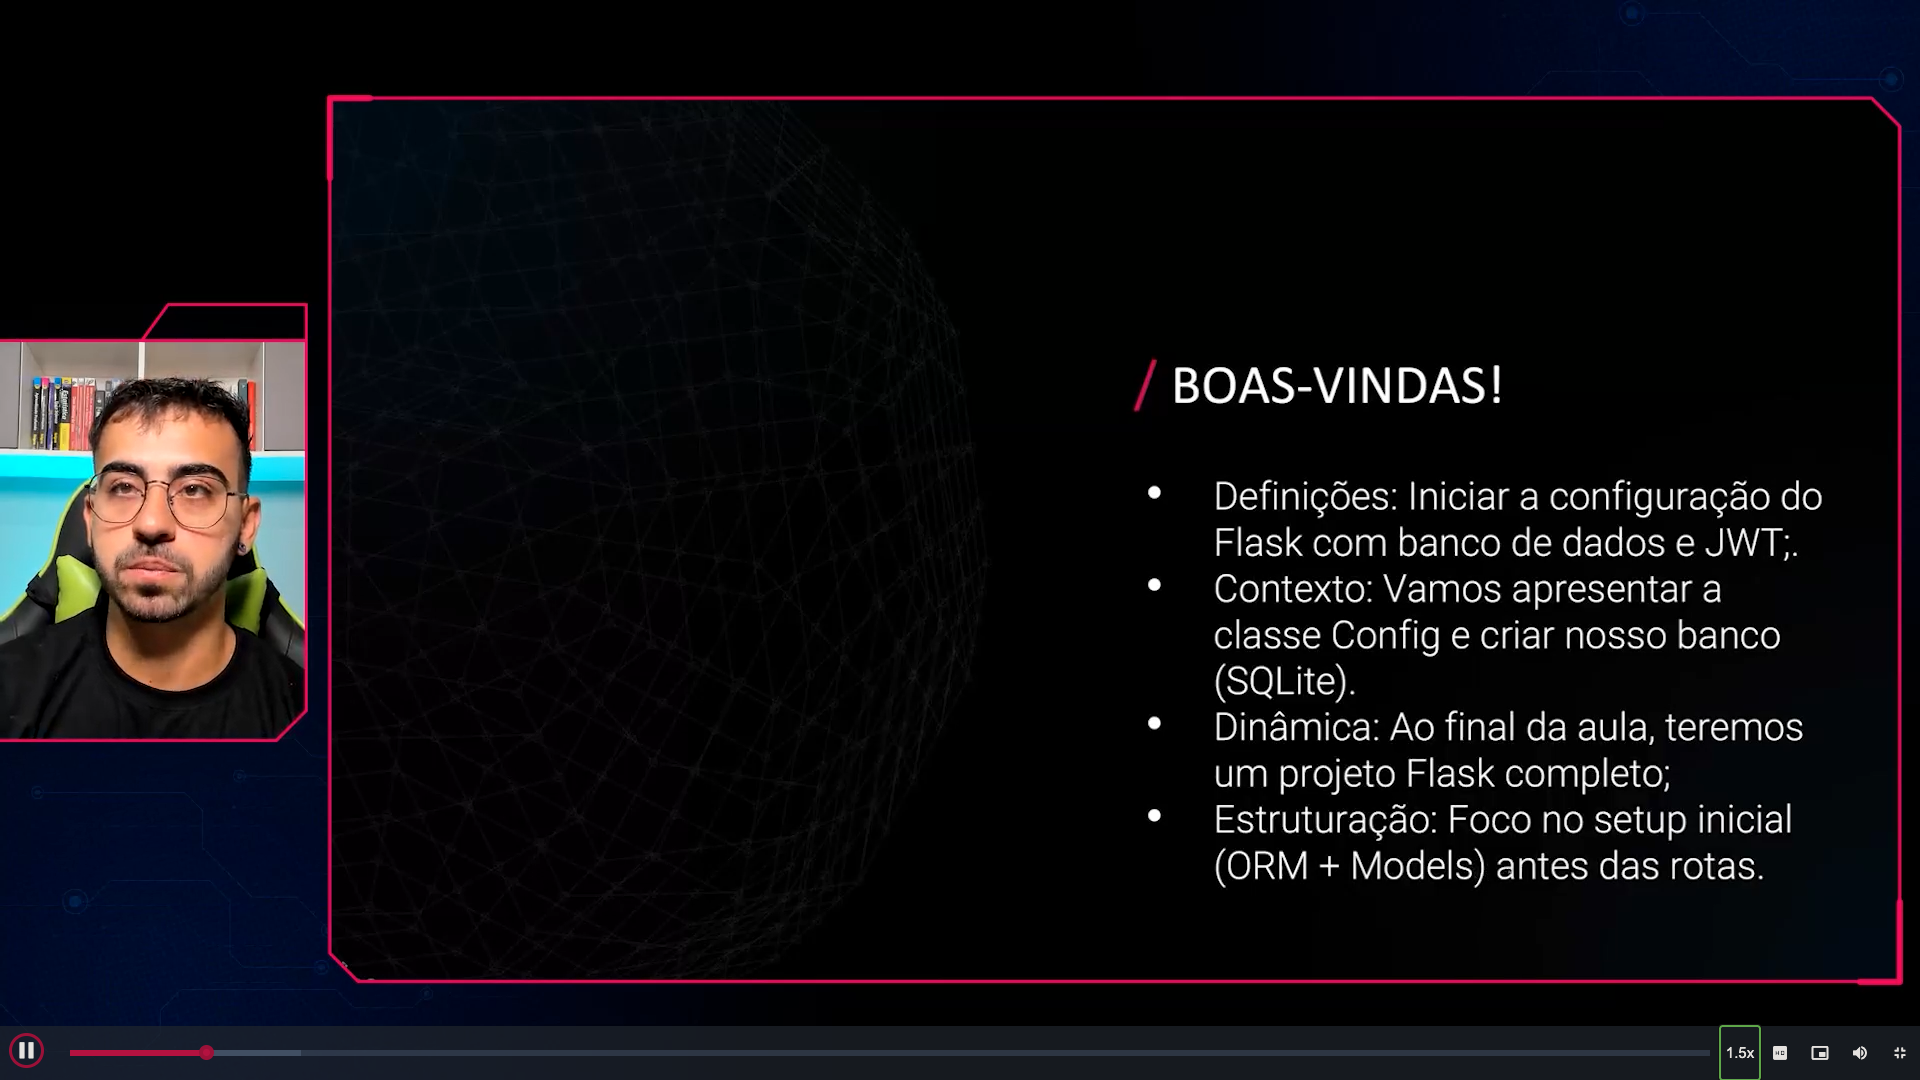 / BOAS-VINDAS!
• Definições: Iniciar a configuração do
Flask com banco de dados e JWT;.
• Contexto: Vamos apresentar a
classe Config e criar nosso banco
(SQLite).
• Dinâmica: Ao final da aula, teremos
um projeto Flask completo;
• Estruturação: Foco no setup inicial
(ORM + Models) antes das rotas.
1.5x